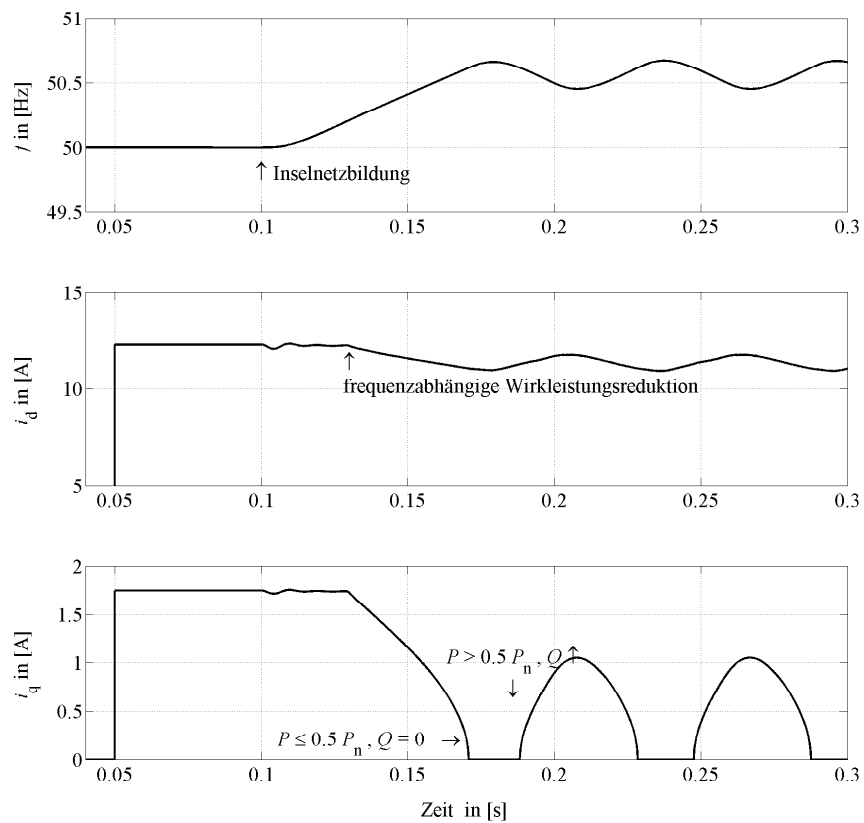 51
50.5
50
49.5
f in [Hz]
↑ Inselnetzbildung
0.05 0.1 0.15 0.2 0.25 0.3
15
10
5
i_d in [A]
↑
frequenzabhängige Wirkleistungsreduktion
0.05 0.1 0.15 0.2 0.25 0.3
2
1.5
1
0.5
0
i_q in [A]
P > 0.5 P_n , Q ↑
↓
P ≤ 0.5 P_n , Q = 0 →
0.05 0.1 0.15 0.2 0.25 0.3
Zeit in [s]